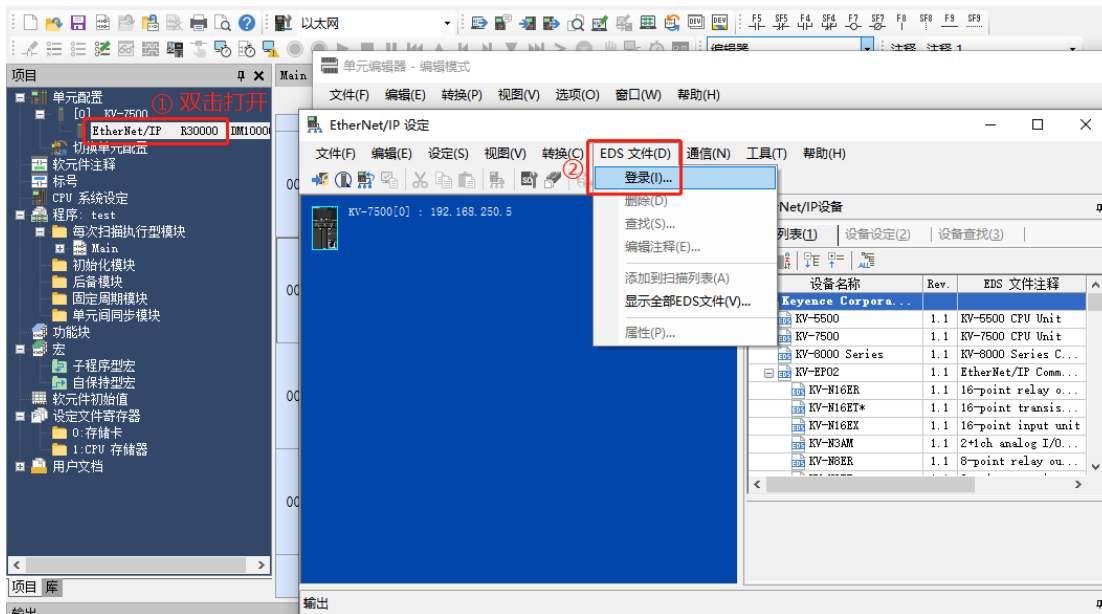 以太网
F5 SF5 F4 SF4 F7 SF7 F8 SF8 F9 SF9
编辑器 注释 注释 1
项目
Main
单元编辑器 - 编辑模式
文件(F) 编辑(E) 转换(P) 视图(V) 选项(O) 窗口(W) 帮助(H)
单元配置
① 双击打开
[0] KV-7500
EtherNet/IP R30000 DM1000
切换单元配置
软元件注释
标号
CPU 系统设定
程序: test
每次扫描执行型模块
Main
初始化模块
后备模块
固定周期模块
单元间同步模块
功能块
宏
子程序型宏
自保持型宏
软元件初始值
设定文件寄存器
0:存储卡
1:CPU 存储器
用户文档
项目 库
EtherNet/IP 设定
文件(F) 编辑(E) 设定(S) 视图(V) 转换(C) EDS 文件(D) 通信(N) 工具(T) 帮助(H)
②
登录(I)...
删除(D)
查找(S)...
编辑注释(E)...
添加到扫描列表(A)
显示全部EDS文件(V)...
属性(P)...
KV-7500[0] : 192.168.250.5
Net/IP设备
列表(1) 设备设定(2) 设备查找(3)
设备名称 Rev. EDS 文件注释
Keyence Corpora...
KV-5500 1.1 KV-5500 CPU Unit
KV-7500 1.1 KV-7500 CPU Unit
KV-8000 Series 1.1 KV-8000 Series C...
KV-EP02 1.1 EtherNet/IP Comm...
KV-N16ER 1.1 16-point relay o...
KV-N16ET* 1.1 16-point transis...
KV-N16EX 1.1 16-point input unit
KV-N3AM 1.1 2+1ch analog I/O...
KV-N8ER 1.1 8-point relay ou...
输出